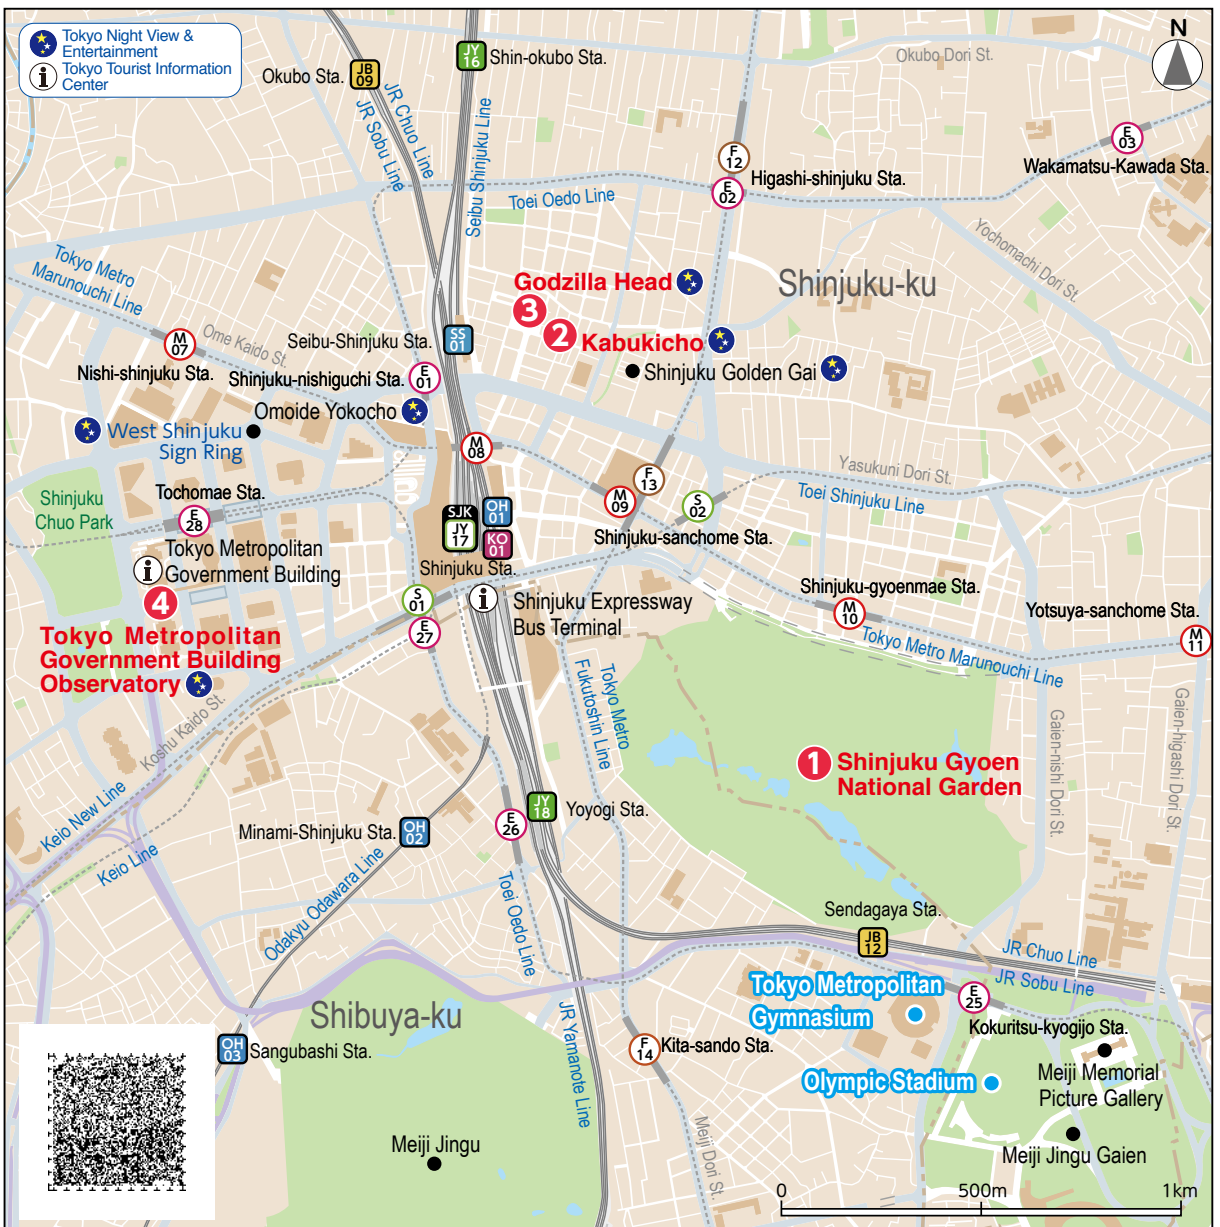 Tokyo Night View &
Entertainment
Tokyo Tourist Information
Center
N
JY
16
Shin-okubo Sta.
Okubo Sta.
JB
09
Okubo Dori St.
JR Chuo Line
JR Sobu Line
Seibu Shinjuku Line
E
03
Wakamatsu-Kawada Sta.
F
12
Higashi-shinjuku Sta.
E
02
Toei Oedo Line
Yochomachi Dori St.
Tokyo Metro
Marunouchi Line
Godzilla Head
Shinjuku-ku
3
2
Kabukicho
Ome Kaido St.
Seibu-Shinjuku Sta.
SS
01
M
07
Nishi-shinjuku Sta.
Shinjuku-nishiguchi Sta.
E
01
Shinjuku Golden Gai
Omoide Yokocho
West Shinjuku
Sign Ring
M
08
Yasukuni Dori St.
Toei Shinjuku Line
F
13
M
09
S
02
Shinjuku-sanchome Sta.
Shinjuku
Chuo Park
Tochomae Sta.
E
28
SJK
JY
17
OH
01
KO
01
Shinjuku Sta.
Tokyo Metropolitan
Government Building
4
Tokyo Metropolitan
Government Building
Observatory
S
01
E
27
Shinjuku Expressway
Bus Terminal
Shinjuku-gyoenmae Sta.
M
10
Yotsuya-sanchome Sta.
M
11
Tokyo Metro Marunouchi Line
Tokyo Metro
Fukutoshin Line
Koshu Kaido St.
Gaien-nishi Dori St.
Gaien-higashi Dori St.
1
Shinjuku Gyoen
National Garden
Keio New Line
Keio Line
Minami-Shinjuku Sta.
OH
02
E
26
JY
18
Yoyogi Sta.
Odakyu Odawara Line
Toei Oedo Line
Sendagaya Sta.
JB
12
JR Chuo Line
JR Sobu Line
Tokyo Metropolitan
Gymnasium
E
25
Kokuritsu-kyogijo Sta.
Shibuya-ku
JR Yamanote Line
OH
03
Sangubashi Sta.
F
14
Kita-sando Sta.
Olympic Stadium
Meiji Memorial
Picture Gallery
Meiji Dori St.
Meiji Jingu
Meiji Jingu Gaien
0
500m
1km